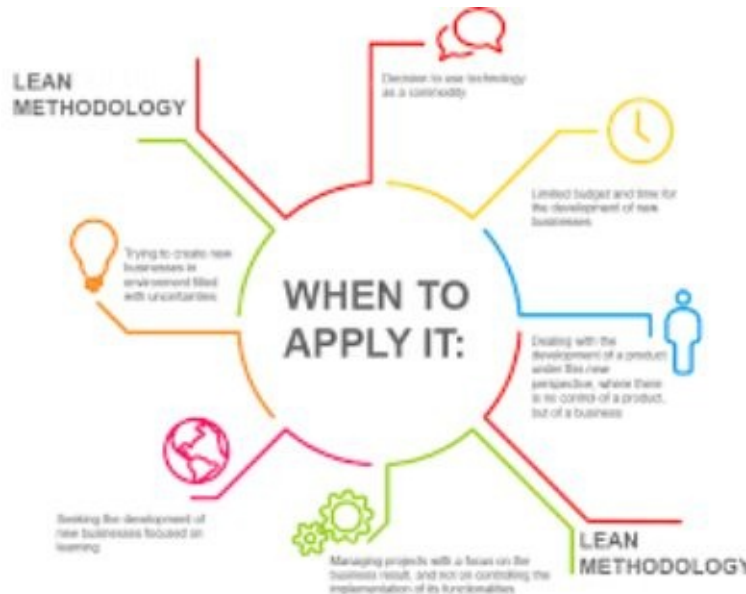 LEAN
METHODOLOGY
Decision to use technology
as a commodity
Limited budget and time for
the development of new
businesses
Trying to create new
businesses in
environment filled
with uncertainties
WHEN TO
APPLY IT:
Dealing with the
development of a product
under this new
perspective, where there
is no control of a product,
but of a business
Seeking the development of
new businesses focused on
learning
Managing projects with a focus on the
business result, and not on controlling the
implementation of its functionalities
LEAN
METHODOLOGY